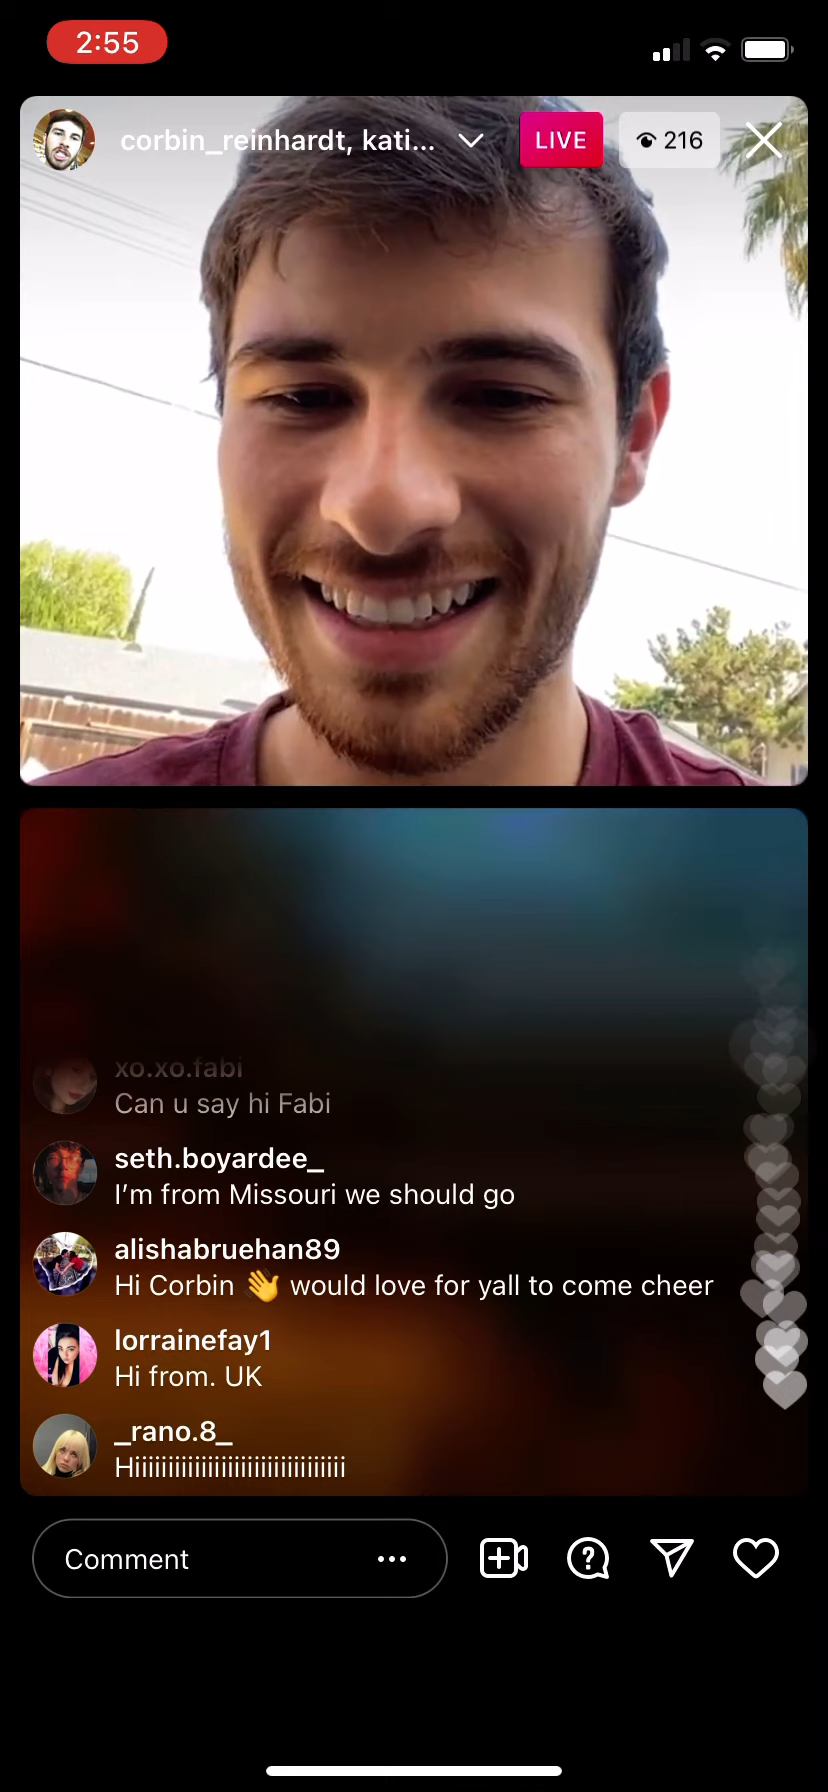 2:55
corbin_reinhardt, kati...
LIVE
216
xo.xo.fabi
Can u say hi Fabi
seth.boyardee_
I’m from Missouri we should go
alishabruehan89
Hi Corbin 👋 would love for yall to come cheer
lorrainefay1
Hi from. UK
_rano.8_
Hiiiiiiiiiiiiiiiiiiiiiiiiiiiiiiii
Comment